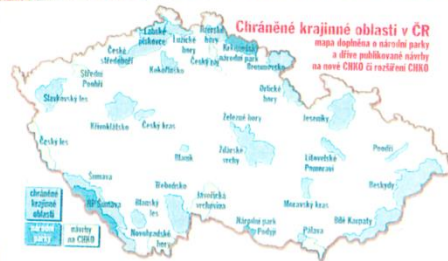 Chráněné krajinné oblasti v ČR
mapa doplněna o národní parky
a dříve publikované návrhy
na nové CHKO či rozšíření CHKO
Labské
pískovce
Lužické
hory
Jizerské
hory
Krkonošský
národní park
České
středohoří
Kokořínsko
Český ráj
Broumovsko
Střední
Poohří
Slavkovský les
Orlické
hory
Křivoklátsko
Český kras
Železné hory
Jeseníky
Žďárské
vrchy
Litovelské
Pomoraví
Poodří
Český les
Blaník
Beskydy
Šumava
NP Šumava
Třeboňsko
Blanský
les
Novohradské
hory
Moravský kras
Národní park
Podyjí
Pálava
Bílé Karpaty
chráněné
krajinné
oblasti
národní
parky
návrhy
na CHKO